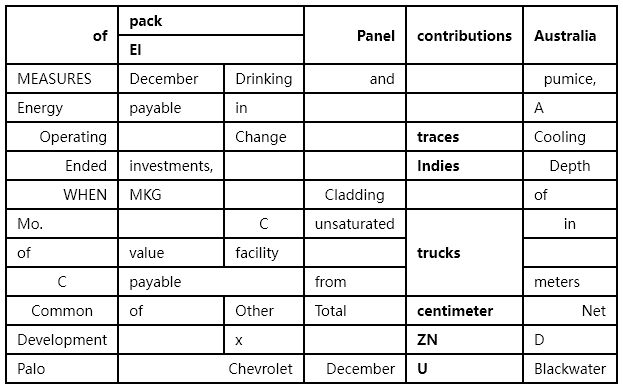 of pack Panel contributions Australia
EI
MEASURES December Drinking and pumice,
Energy payable in A
Operating Change traces Cooling
Ended investments, Indies Depth
WHEN MKG Cladding of
Mo. C unsaturated trucks in
of value facility
C payable from meters
Common of Other Total centimeter Net
Development x ZN D
Palo Chevrolet December U Blackwater